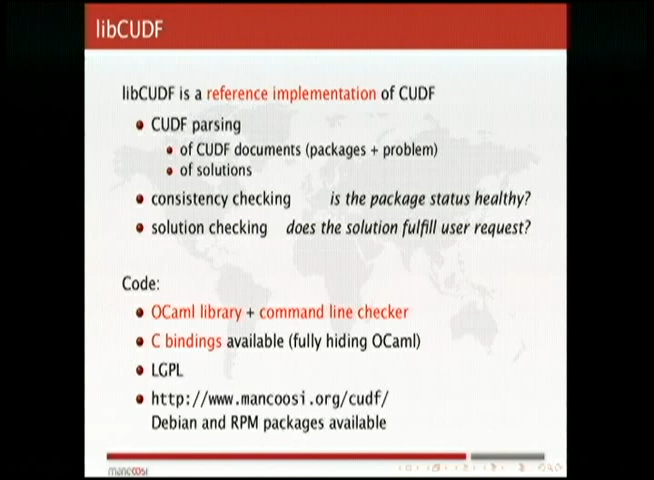 libCUDF
libCUDF is a reference implementation of CUDF
CUDF parsing
of CUDF documents (packages + problem)
of solutions
consistency checking is the package status healthy?
solution checking does the solution fulfill user request?
Code:
OCaml library + command line checker
C bindings available (fully hiding OCaml)
LGPL
http://www.mancoosi.org/cudf/
Debian and RPM packages available
mancoosi